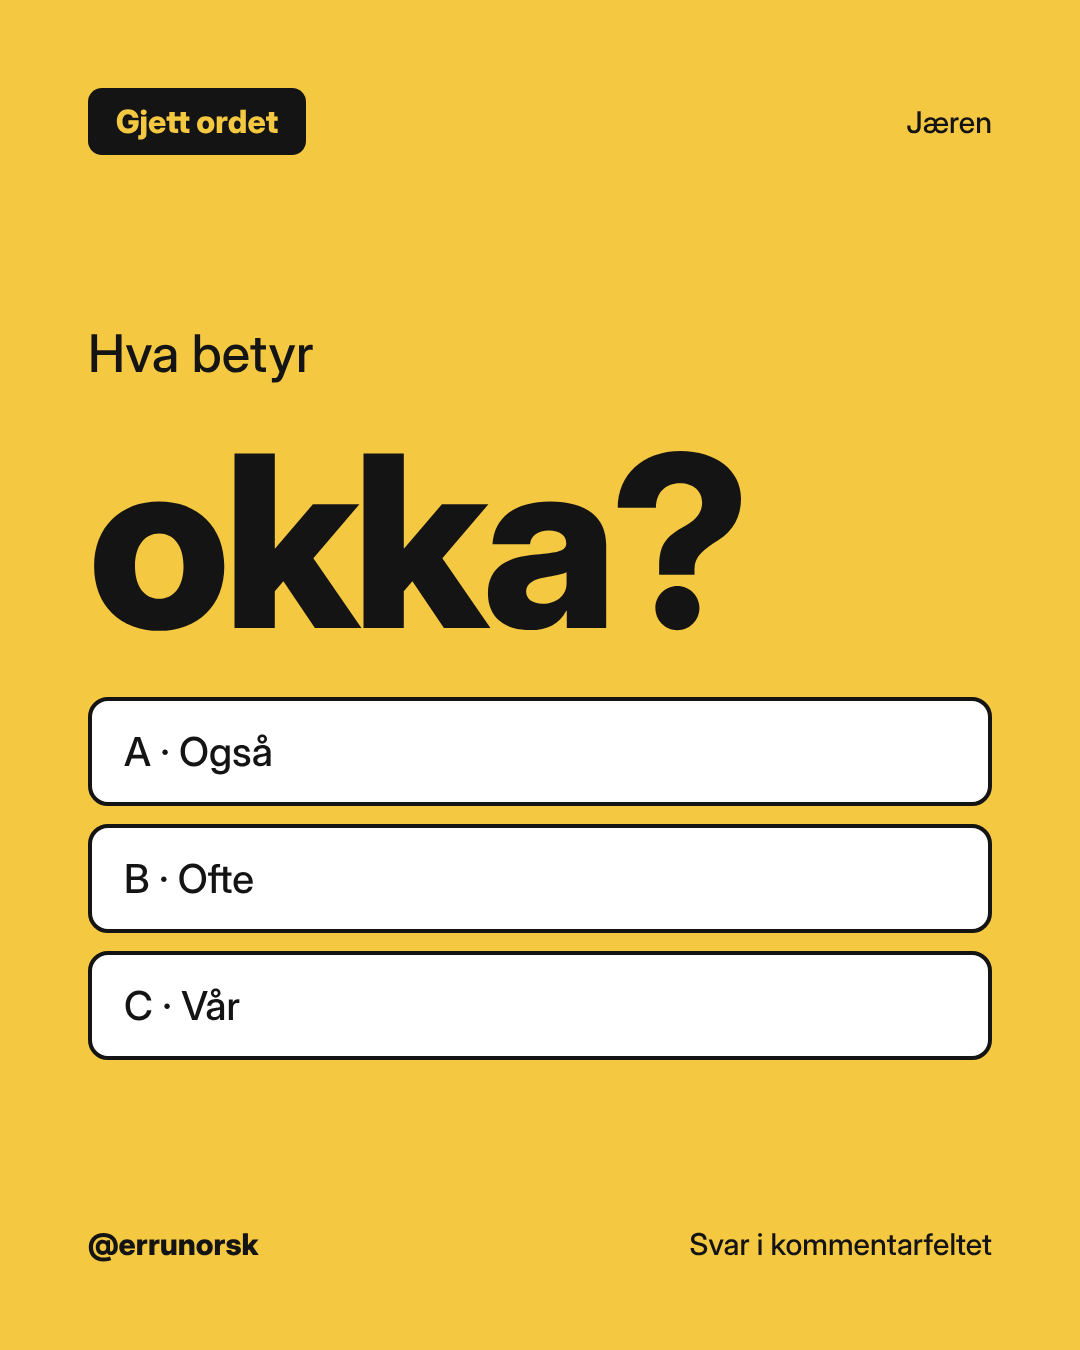 Gjett ordet
Jæren
Hva betyr
okka?
A · Også
B · Ofte
C · Vår
@errunorsk
Svar i kommentarfeltet